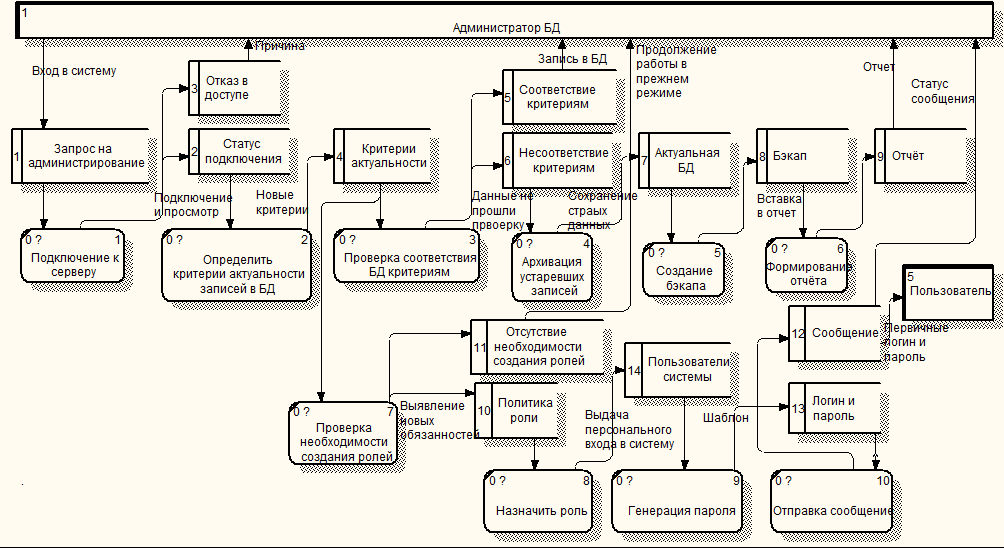 1
Администратор БД
Вход в систему
Причина
Запись в БД
Продолжение
работы в
прежнем
режиме
Отчет
Статус
сообщения
3
Отказ в
доступе
5
Соответствие
критериям
1
Запрос на
администрирование
2
Статус
подключения
4
Критерии
актуальности
6
Несоответствие
критериям
7
Актуальная
БД
8
Бэкап
9
Отчёт
Подключение
и просмотр
Новые
критерии
Данные не
прошли
првоерку
Сохранение
страых
данных
Вставка
в отчет
0 ?
1
Подключение к
серверу
0 ?
2
Определить
критерии актуальности
записей в БД
0 ?
3
Проверка соответствия
БД критериям
0 ?
4
Архивация
устаревших
записей
0 ?
5
Создание
бэкапа
0 ?
6
Формирование
отчёта
5
Пользователь
11
Отсутствие
необходимости
создания ролей
12
Сообщение
Первичные
логин и
пароль
14
Пользователи
системы
10
Политика
роли
13
Логин и
пароль
Выявление
новых
обязанностей
Выдача
персонального
входа в систему
Шаблон
0 ?
7
Проверка
необходимости
создания ролей
0 ?
8
Назначить роль
0 ?
9
Генерация пароля
0 ?
10
Отправка сообщение